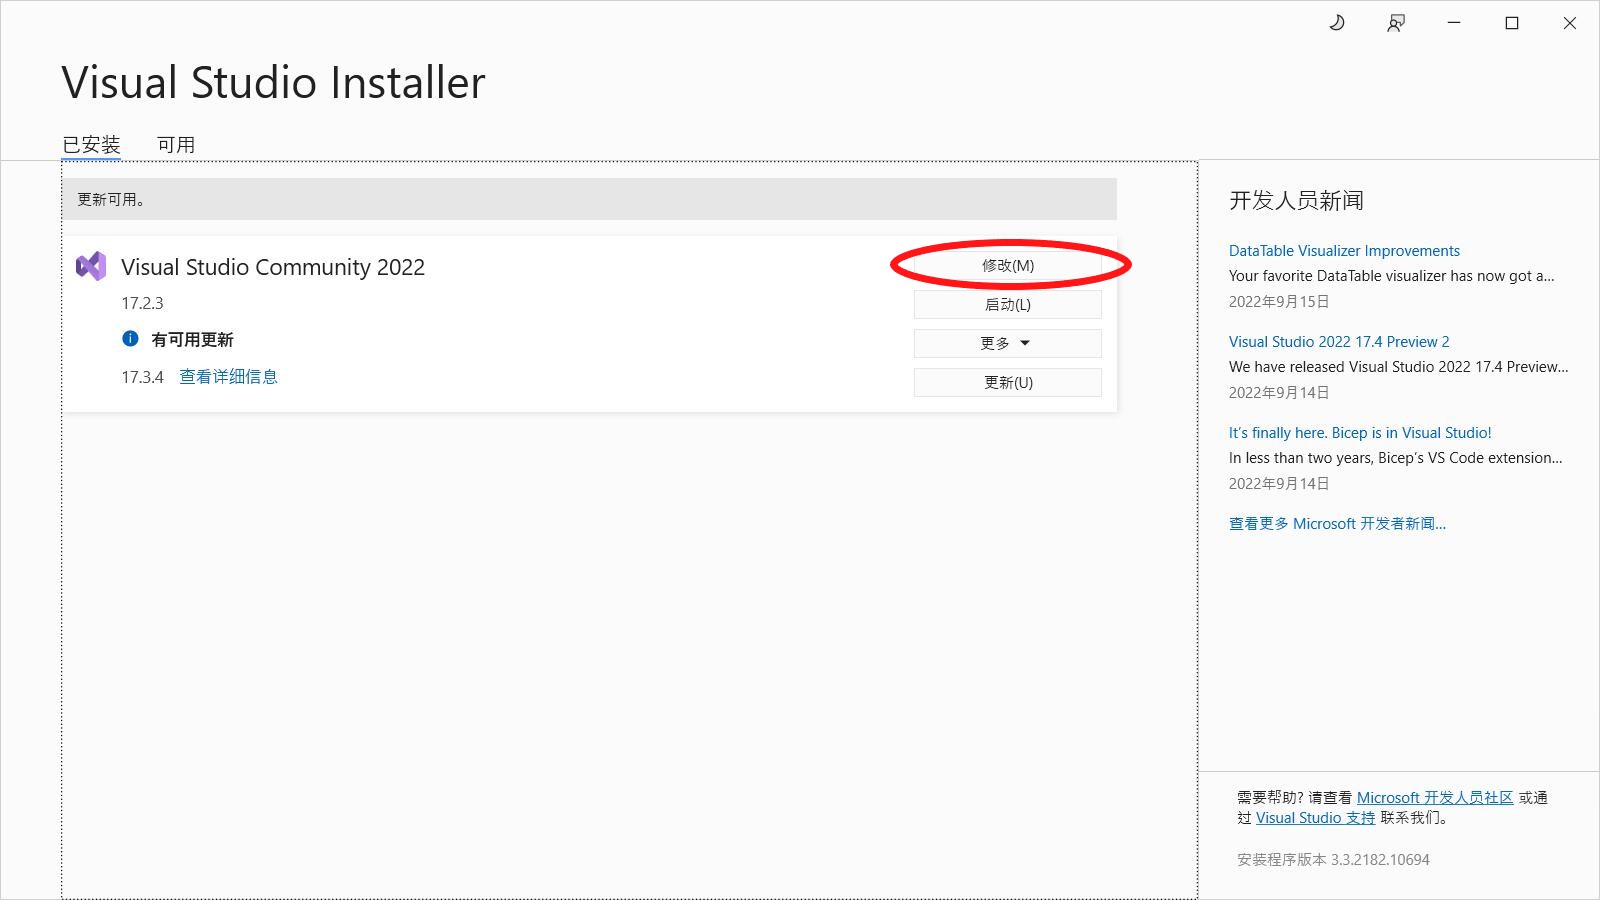 Visual Studio Installer
已安装
可用
更新可用。
Visual Studio Community 2022
17.2.3
有可用更新
17.3.4 查看详细信息
修改(M)
启动(L)
更多
更新(U)
开发人员新闻
DataTable Visualizer Improvements
Your favorite DataTable visualizer has now got a...
2022年9月15日
Visual Studio 2022 17.4 Preview 2
We have released Visual Studio 2022 17.4 Preview...
2022年9月14日
It’s finally here. Bicep is in Visual Studio!
In less than two years, Bicep’s VS Code extension...
2022年9月14日
查看更多 Microsoft 开发者新闻...
需要帮助? 请查看 Microsoft 开发人员社区 或通
过 Visual Studio 支持 联系我们。
安装程序版本 3.3.2182.10694